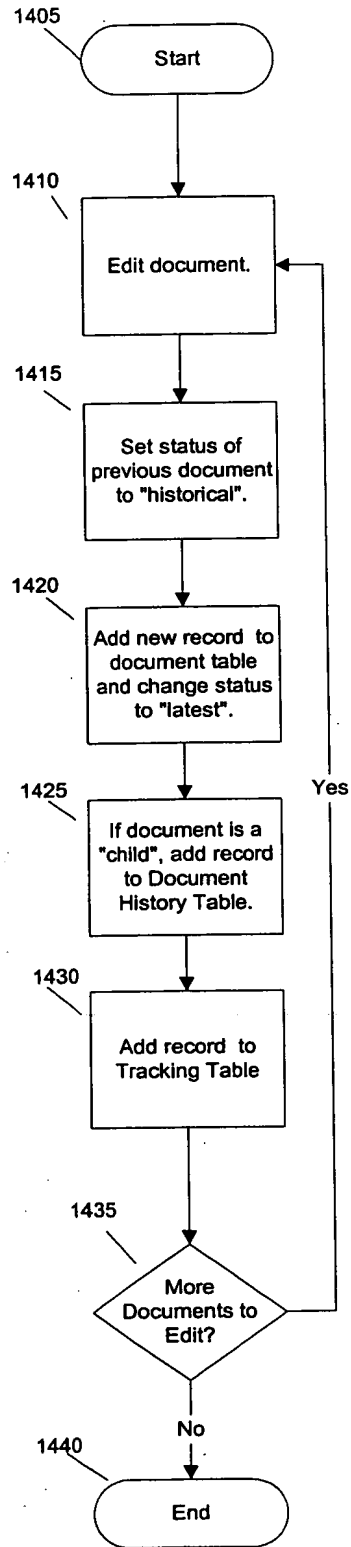 1405
Start
1410
Edit document.
1415
Set status of
previous document
to "historical".
1420
Add new record to
document table
and change status
to "latest".
1425
If document is a
"child", add record
to Document
History Table.
Yes
1430
Add record to
Tracking Table
1435
More
Documents to
Edit?
No
1440
End